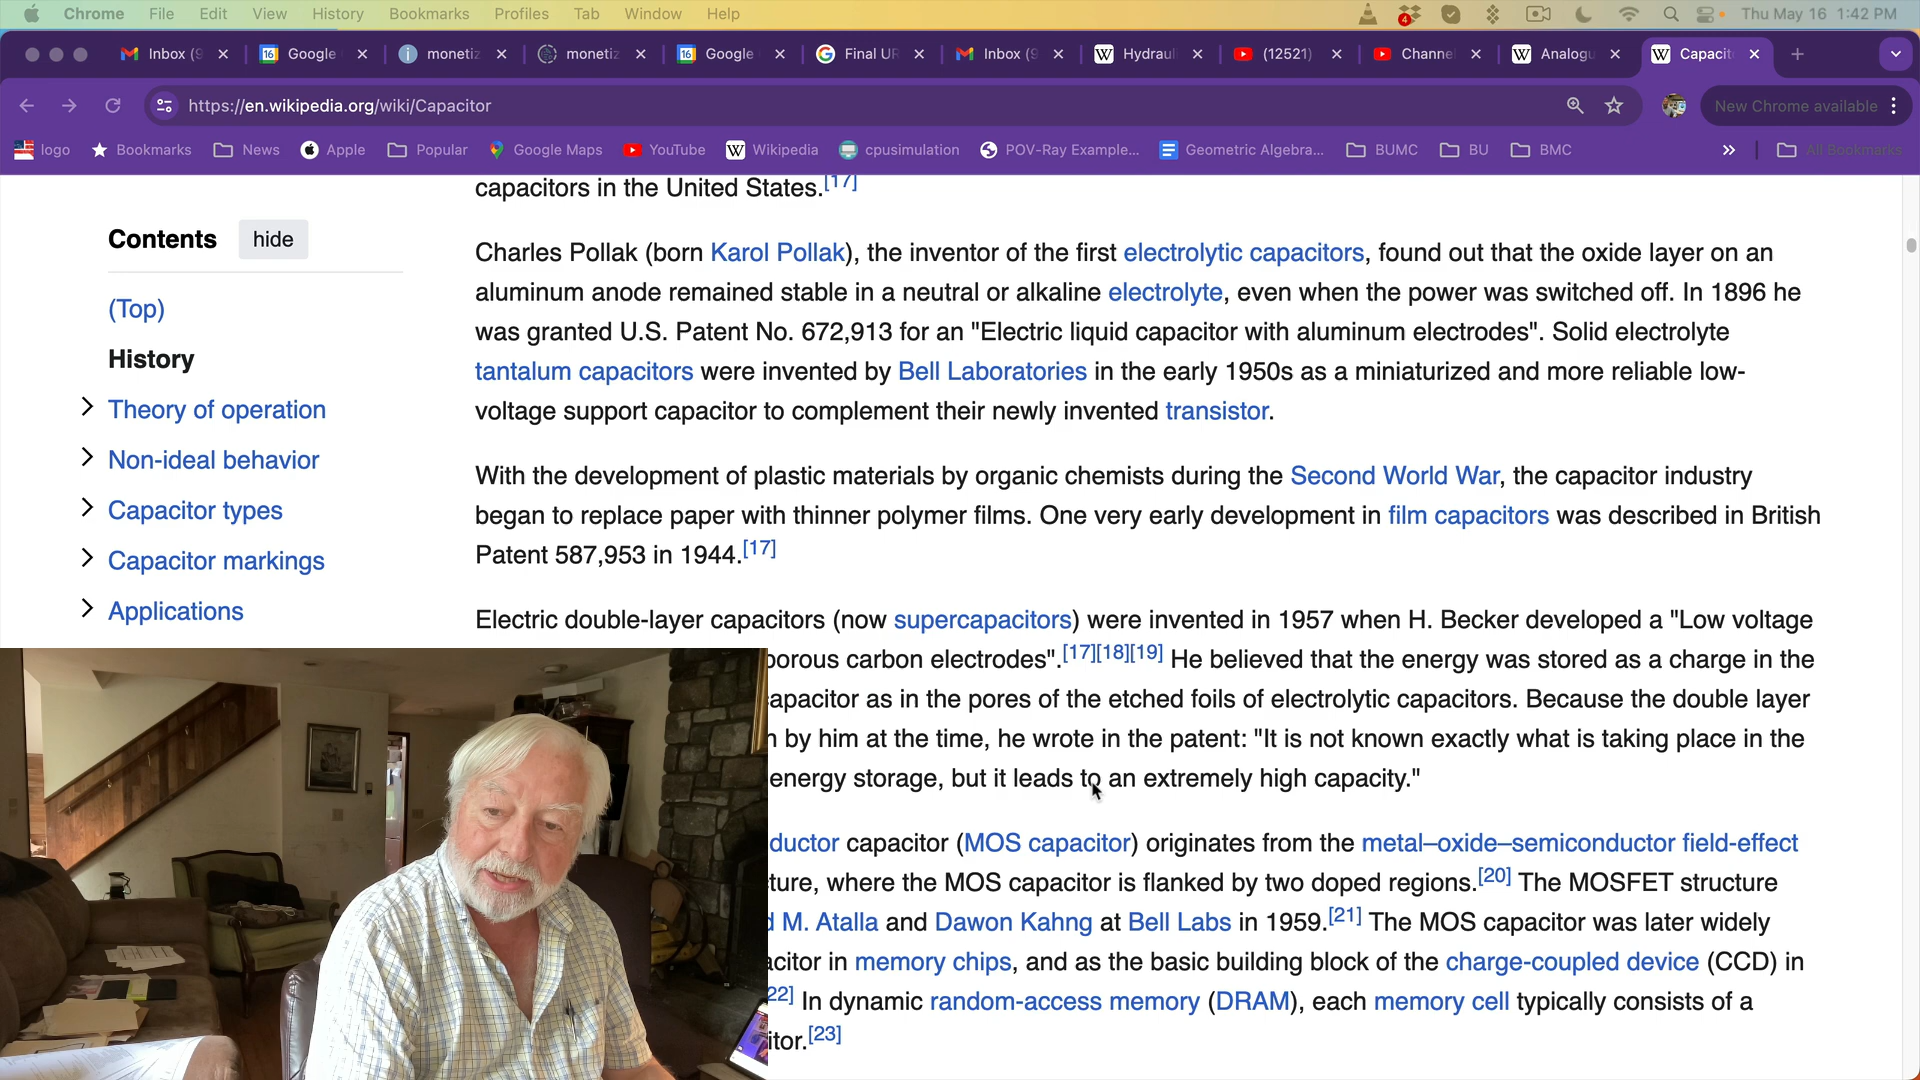 Chrome File Edit View History Bookmarks Profiles Tab Window Help 4 Thu May 16 1:42 PM
Inbox (9 16 Google monetiz monetiz 16 Google Final UR Inbox (9 Hydraul (12521) Channe Analogu Capacit
https://en.wikipedia.org/wiki/Capacitor New Chrome available
logo Bookmarks News Apple Popular Google Maps YouTube Wikipedia cpusimulation POV-Ray Example... Geometric Algebra... BUMC BU BMC All Bookmarks
capacitors in the United States.[17]
Contents hide
(Top)
History
Theory of operation
Non-ideal behavior
Capacitor types
Capacitor markings
Applications
Charles Pollak (born Karol Pollak), the inventor of the first electrolytic capacitors, found out that the oxide layer on an
aluminum anode remained stable in a neutral or alkaline electrolyte, even when the power was switched off. In 1896 he
was granted U.S. Patent No. 672,913 for an "Electric liquid capacitor with aluminum electrodes". Solid electrolyte
tantalum capacitors were invented by Bell Laboratories in the early 1950s as a miniaturized and more reliable low-
voltage support capacitor to complement their newly invented transistor.
With the development of plastic materials by organic chemists during the Second World War, the capacitor industry
began to replace paper with thinner polymer films. One very early development in film capacitors was described in British
Patent 587,953 in 1944.[17]
Electric double-layer capacitors (now supercapacitors) were invented in 1957 when H. Becker developed a "Low voltage
porous carbon electrodes".[17][18][19] He believed that the energy was stored as a charge in the
apacitor as in the pores of the etched foils of electrolytic capacitors. Because the double layer
n by him at the time, he wrote in the patent: "It is not known exactly what is taking place in the
energy storage, but it leads to an extremely high capacity."
ductor capacitor (MOS capacitor) originates from the metal–oxide–semiconductor field-effect
ture, where the MOS capacitor is flanked by two doped regions.[20] The MOSFET structure
d M. Atalla and Dawon Kahng at Bell Labs in 1959.[21] The MOS capacitor was later widely
acitor in memory chips, and as the basic building block of the charge-coupled device (CCD) in
22] In dynamic random-access memory (DRAM), each memory cell typically consists of a
itor.[23]